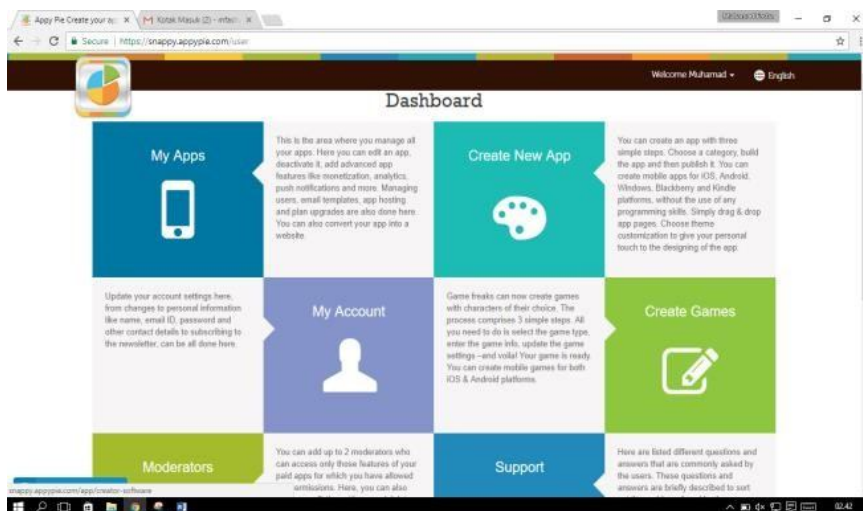 Appy Pie Create your ap
Kotak Masuk (2) - mfach
Secure | https://snappy.appypie.com/user
Welcome Muhamad
English
Dashboard
My Apps
This is the area where you manage all
your apps. Here you can edit an app,
deactivate it, add advanced app
features like monetization, analytics,
push notifications and more. Managing
users, email templates, app hosting
and plan upgrades are also done here.
You can also convert your app into a
website.
Create New App
You can create an app with three
simple steps. Choose a category, build
the app and then publish it. You can
create mobile apps for iOS, Android,
Windows, Blackberry and Kindle
platforms, without the use of any
programming skills. Simply drag & drop
app pages. Choose theme
customization to give your personal
touch to the designing of the app.
Update your account settings here,
from changes to personal information
like name, email ID, password and
other contact details to subscribing to
the newsletter, can be all done here.
My Account
Game freaks can now create games
with characters of their choice. The
process comprises 3 simple steps. All
you need to do is select the game type,
enter the game info, update the game
settings –and voila! Your game is ready.
You can create mobile games for both
iOS & Android platforms.
Create Games
Moderators
You can add up to 2 moderators who
can access only those features of your
paid apps for which you have allowed
ermissions. Here, you can also
Support
Here are listed different questions and
answers that are commonly asked by
the users. These questions and
answers are briefly described to sort
snappy.appypie.com/app/creator-software
02.42